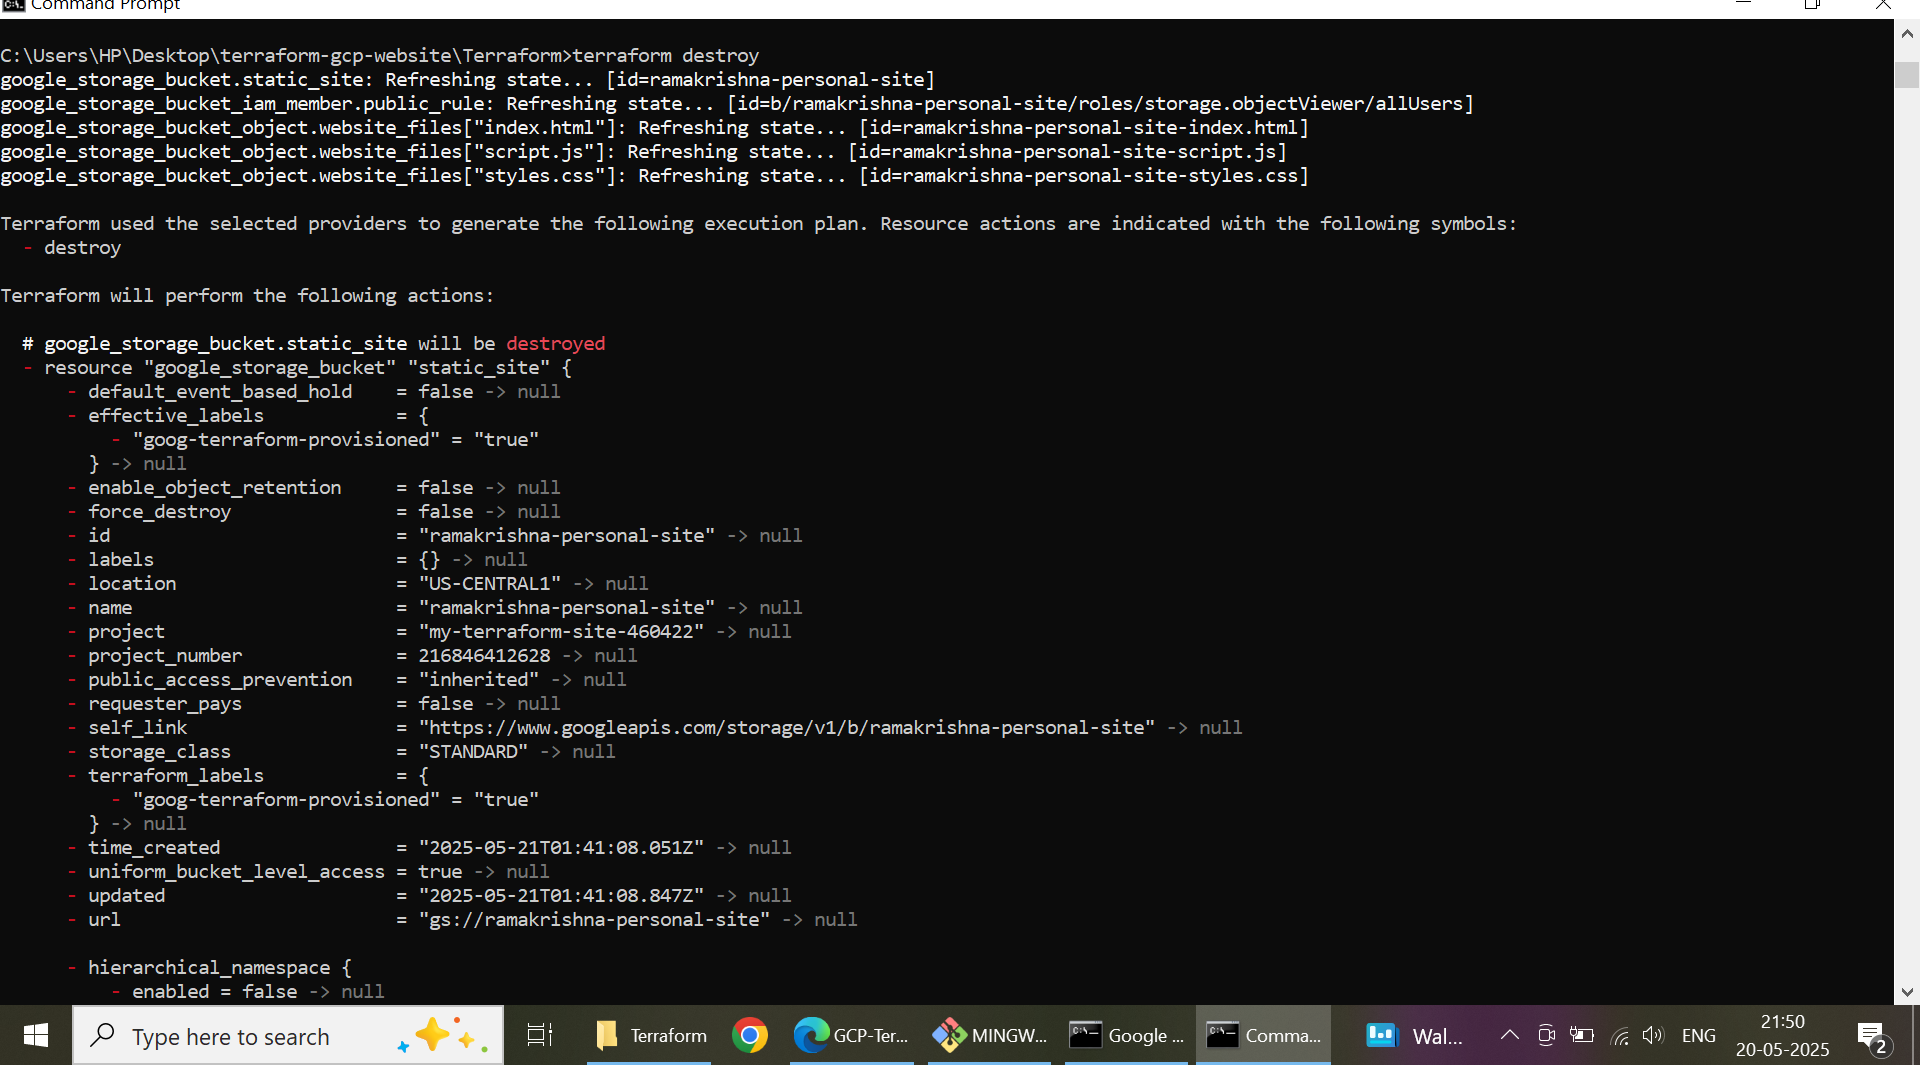 Command Prompt
C:\Users\HP\Desktop\terraform-gcp-website\Terraform>terraform destroy
google_storage_bucket.static_site: Refreshing state... [id=ramakrishna-personal-site]
google_storage_bucket_iam_member.public_rule: Refreshing state... [id=b/ramakrishna-personal-site/roles/storage.objectViewer/allUsers]
google_storage_bucket_object.website_files["index.html"]: Refreshing state... [id=ramakrishna-personal-site-index.html]
google_storage_bucket_object.website_files["script.js"]: Refreshing state... [id=ramakrishna-personal-site-script.js]
google_storage_bucket_object.website_files["styles.css"]: Refreshing state... [id=ramakrishna-personal-site-styles.css]
Terraform used the selected providers to generate the following execution plan. Resource actions are indicated with the following symbols:
- destroy
Terraform will perform the following actions:
# google_storage_bucket.static_site will be destroyed
- resource "google_storage_bucket" "static_site" {
- default_event_based_hold    = false -> null
- effective_labels            = {
- "goog-terraform-provisioned" = "true"
} -> null
- enable_object_retention     = false -> null
- force_destroy               = false -> null
- id                          = "ramakrishna-personal-site" -> null
- labels                      = {} -> null
- location                    = "US-CENTRAL1" -> null
- name                        = "ramakrishna-personal-site" -> null
- project                     = "my-terraform-site-460422" -> null
- project_number              = 216846412628 -> null
- public_access_prevention    = "inherited" -> null
- requester_pays              = false -> null
- self_link                   = "https://www.googleapis.com/storage/v1/b/ramakrishna-personal-site" -> null
- storage_class               = "STANDARD" -> null
- terraform_labels            = {
- "goog-terraform-provisioned" = "true"
} -> null
- time_created                = "2025-05-21T01:41:08.051Z" -> null
- uniform_bucket_level_access = true -> null
- updated                     = "2025-05-21T01:41:08.847Z" -> null
- url                         = "gs://ramakrishna-personal-site" -> null
- hierarchical_namespace {
- enabled = false -> null
Type here to search
Terraform
GCP-Ter...
MINGW...
Google ...
Comma...
Wal...
ENG
21:50
20-05-2025
2